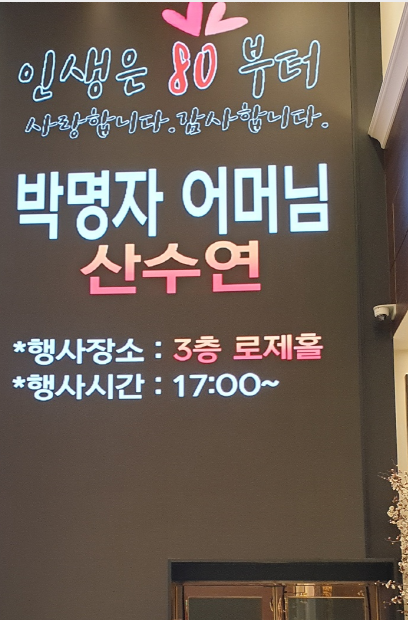 인생은 80 부터
사랑합니다.감사합니다.
박명자 어머님
산수연
*행사장소 : 3층 로제홀
*행사시간 : 17:00~